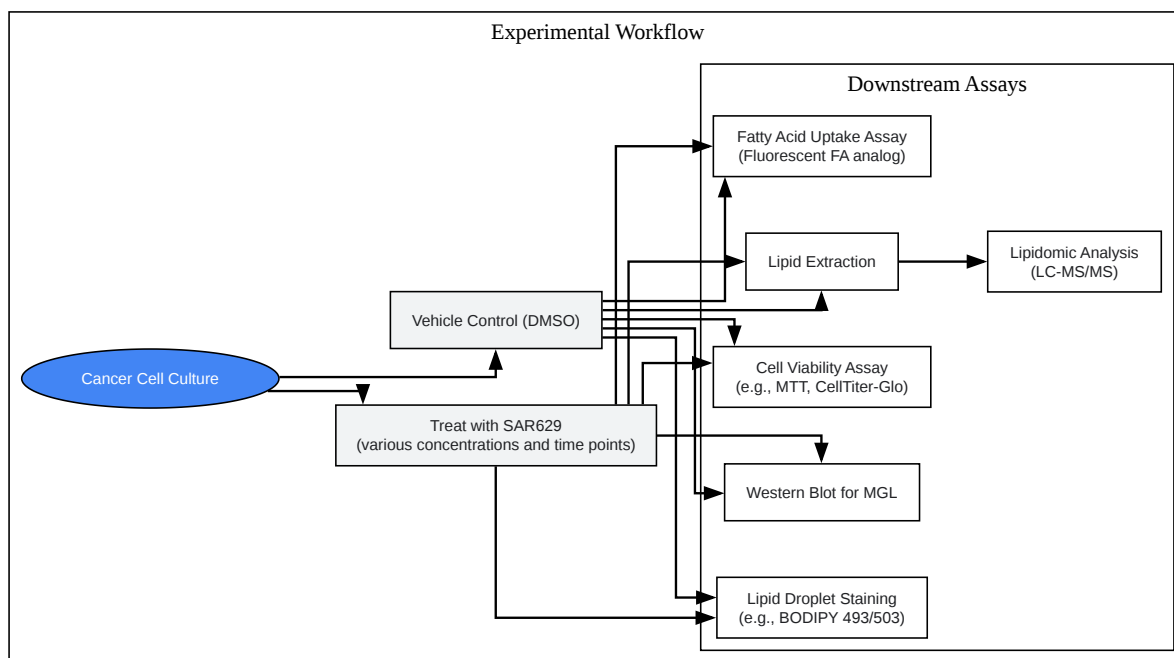 Experimental Workflow
Downstream Assays
Fatty Acid Uptake Assay
(Fluorescent FA analog)
Lipid Extraction
Lipidomic Analysis
(LC-MS/MS)
Vehicle Control (DMSO)
Cancer Cell Culture
Cell Viability Assay
(e.g., MTT, CellTiter-Glo)
Treat with SAR629
(various concentrations and time points)
Western Blot for MGL
Lipid Droplet Staining
(e.g., BODIPY 493/503)